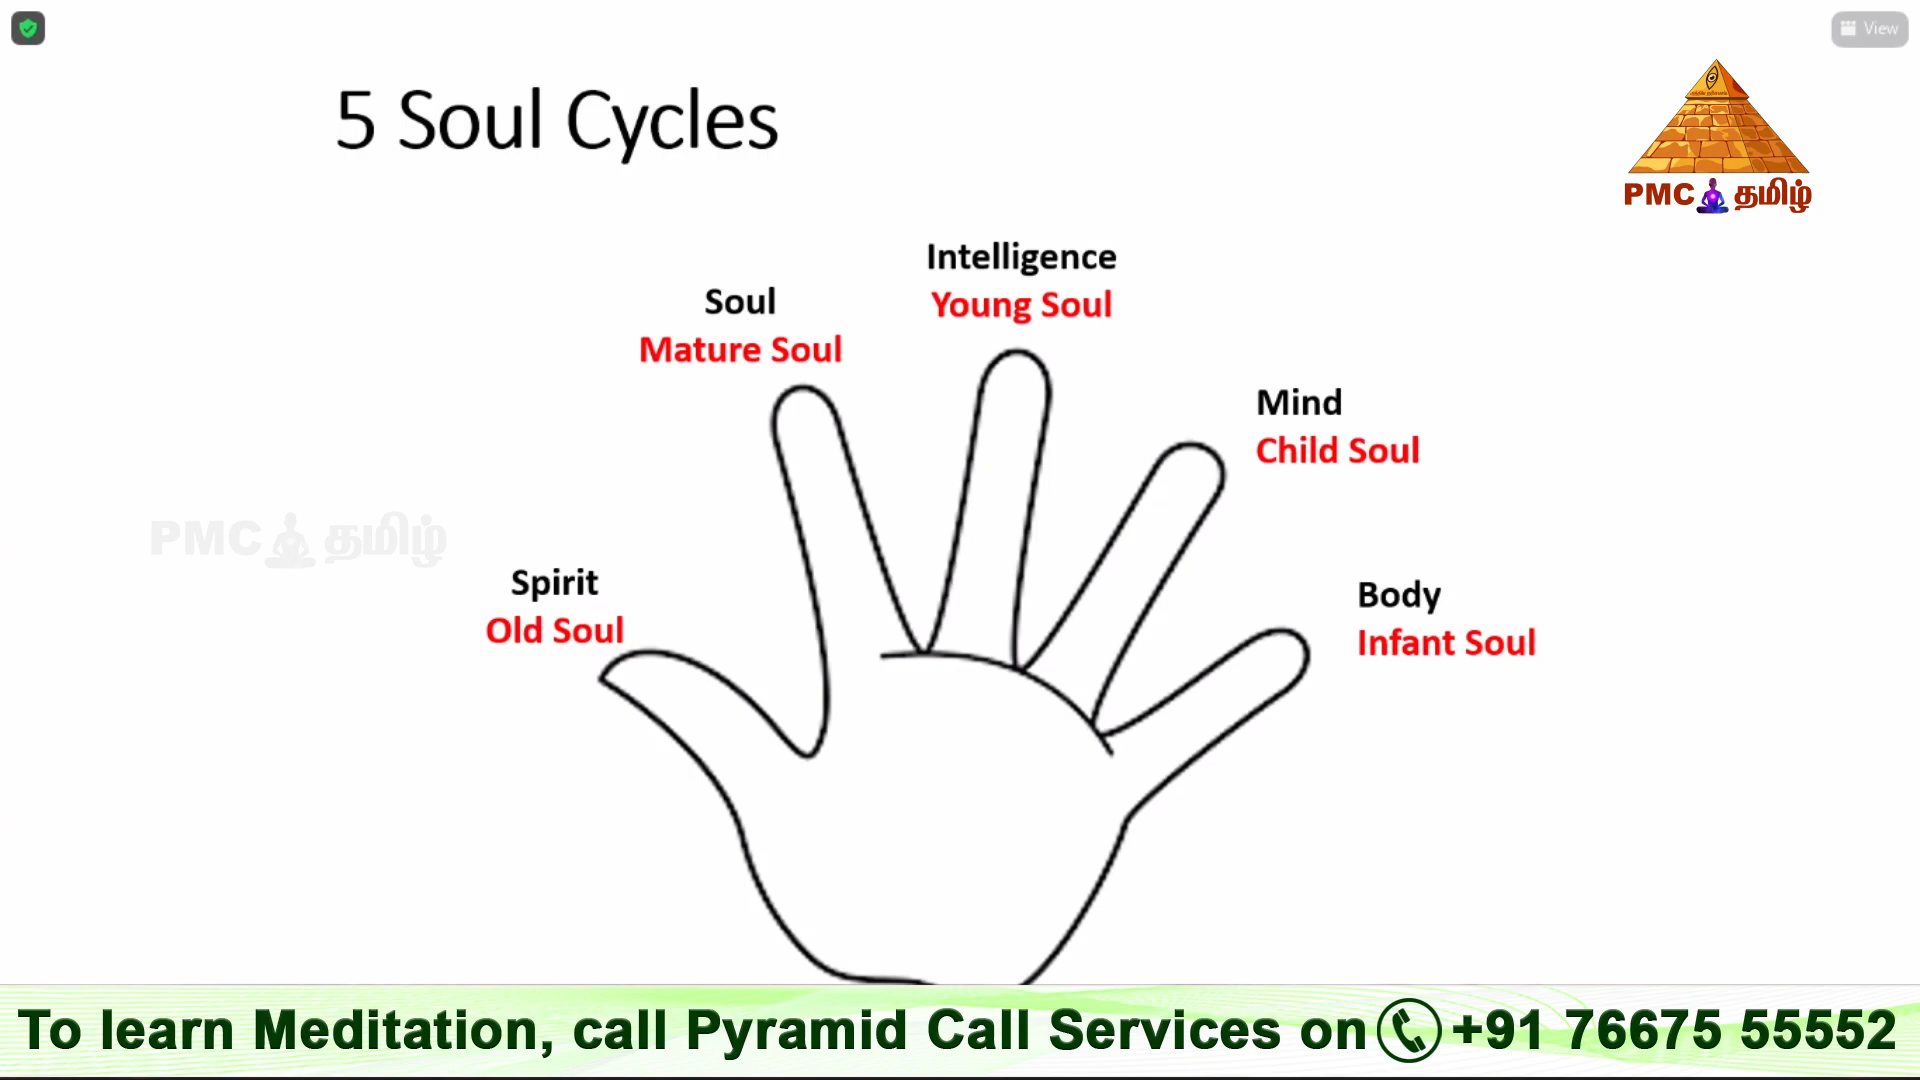 View
5 Soul Cycles
PMC தமிழ்
Intelligence
Young Soul
Soul
Mature Soul
Mind
Child Soul
PMC தமிழ்
Spirit
Old Soul
Body
Infant Soul
To learn Meditation, call Pyramid Call Services on +91 76675 55552